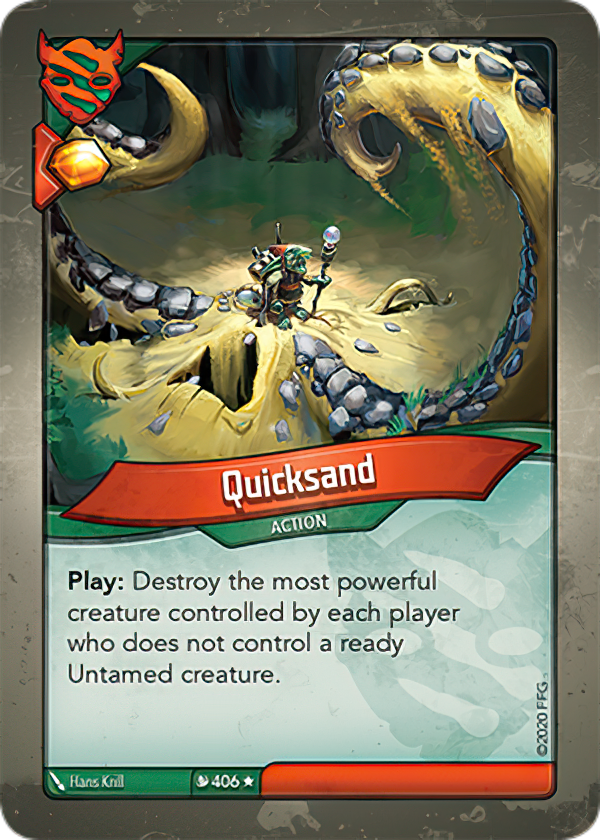 Quicksand
ACTION
Play: Destroy the most powerful
creature controlled by each player
who does not control a ready
Untamed creature.
©2020 FFG
Hans Krill
406